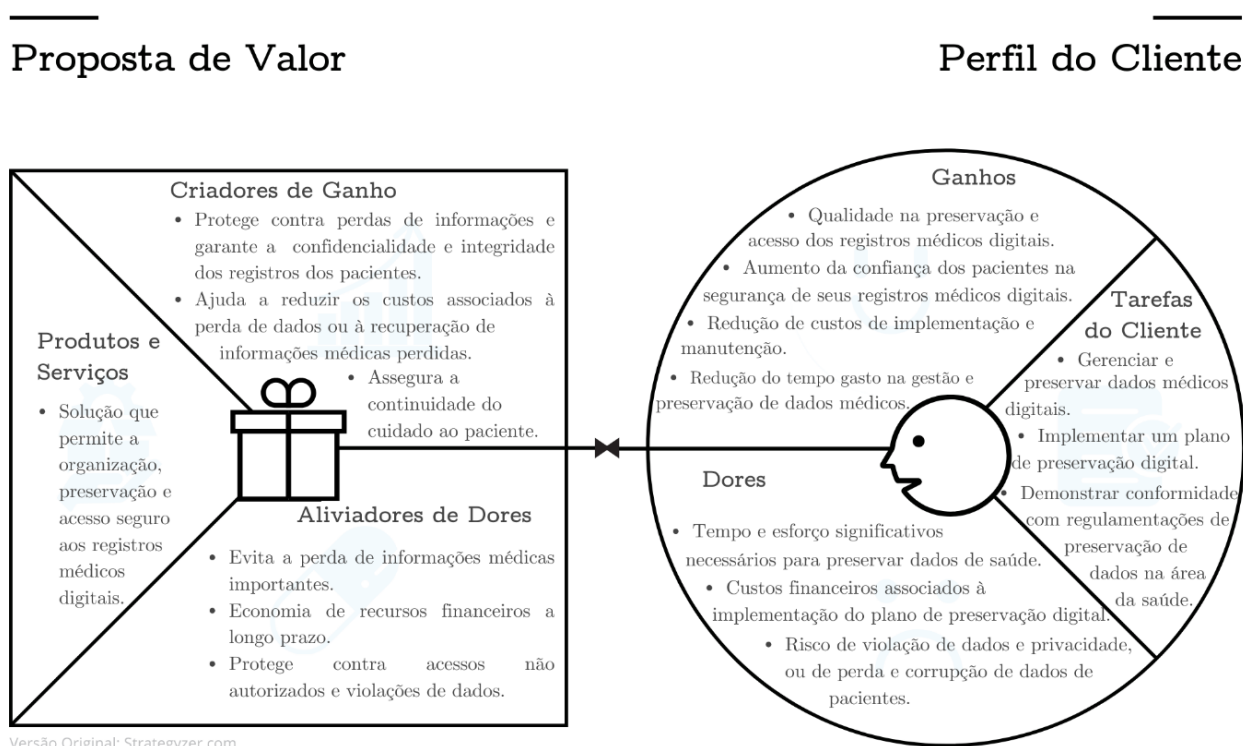 Proposta de Valor
Perfil do Cliente
Criadores de Ganho
• Protege contra perdas de informações e
garante a confidencialidade e integridade
dos registros dos pacientes.
• Ajuda a reduzir os custos associados à
perda de dados ou à recuperação de
informações médicas perdidas.
• Assegura a
continuidade do
cuidado ao paciente.
Produtos e
Serviços
• Solução que
permite a
organização,
preservação e
acesso seguro
aos registros
médicos
digitais.
Aliviadores de Dores
• Evita a perda de informações médicas
importantes.
• Economia de recursos financeiros a
longo prazo.
• Protege contra acessos não
autorizados e violações de dados.
Ganhos
• Qualidade na preservação e
acesso dos registros médicos digitais.
• Aumento da confiança dos pacientes na
segurança de seus registros médicos digitais.
• Redução de custos de implementação e
manutenção.
• Redução do tempo gasto na gestão e
preservação de dados médicos.
Tarefas
do Cliente
• Gerenciar e
preservar dados médicos
digitais.
• Implementar um plano
de preservação digital.
• Demonstrar conformidade
com regulamentações de
preservação de
dados na área
da saúde.
Dores
• Tempo e esforço significativos
necessários para preservar dados de saúde.
• Custos financeiros associados à
implementação do plano de preservação digital.
• Risco de violação de dados e privacidade,
ou de perda e corrupção de dados de
pacientes.
Versão Original: Strategyzer.com